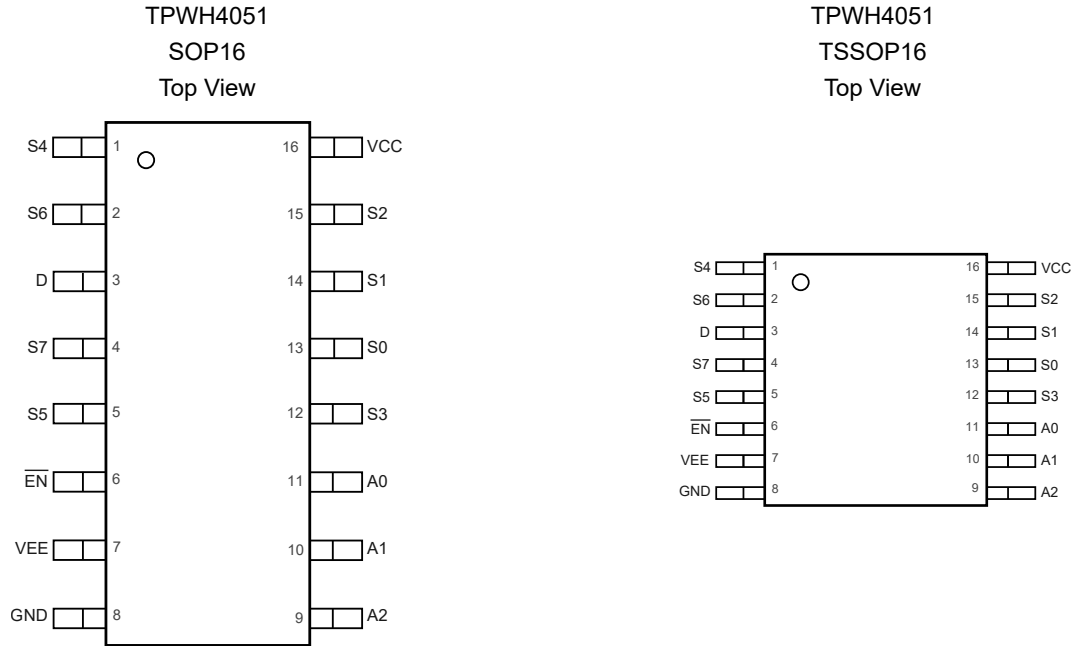 TPWH4051
SOP16
Top View
S4 1 16 VCC
S6 2 15 S2
D 3 14 S1
S7 4 13 S0
S5 5 12 S3
EN 6 11 A0
VEE 7 10 A1
GND 8 9 A2
TPWH4051
TSSOP16
Top View
S4 1 16 VCC
S6 2 15 S2
D 3 14 S1
S7 4 13 S0
S5 5 12 S3
EN 6 11 A0
VEE 7 10 A1
GND 8 9 A2